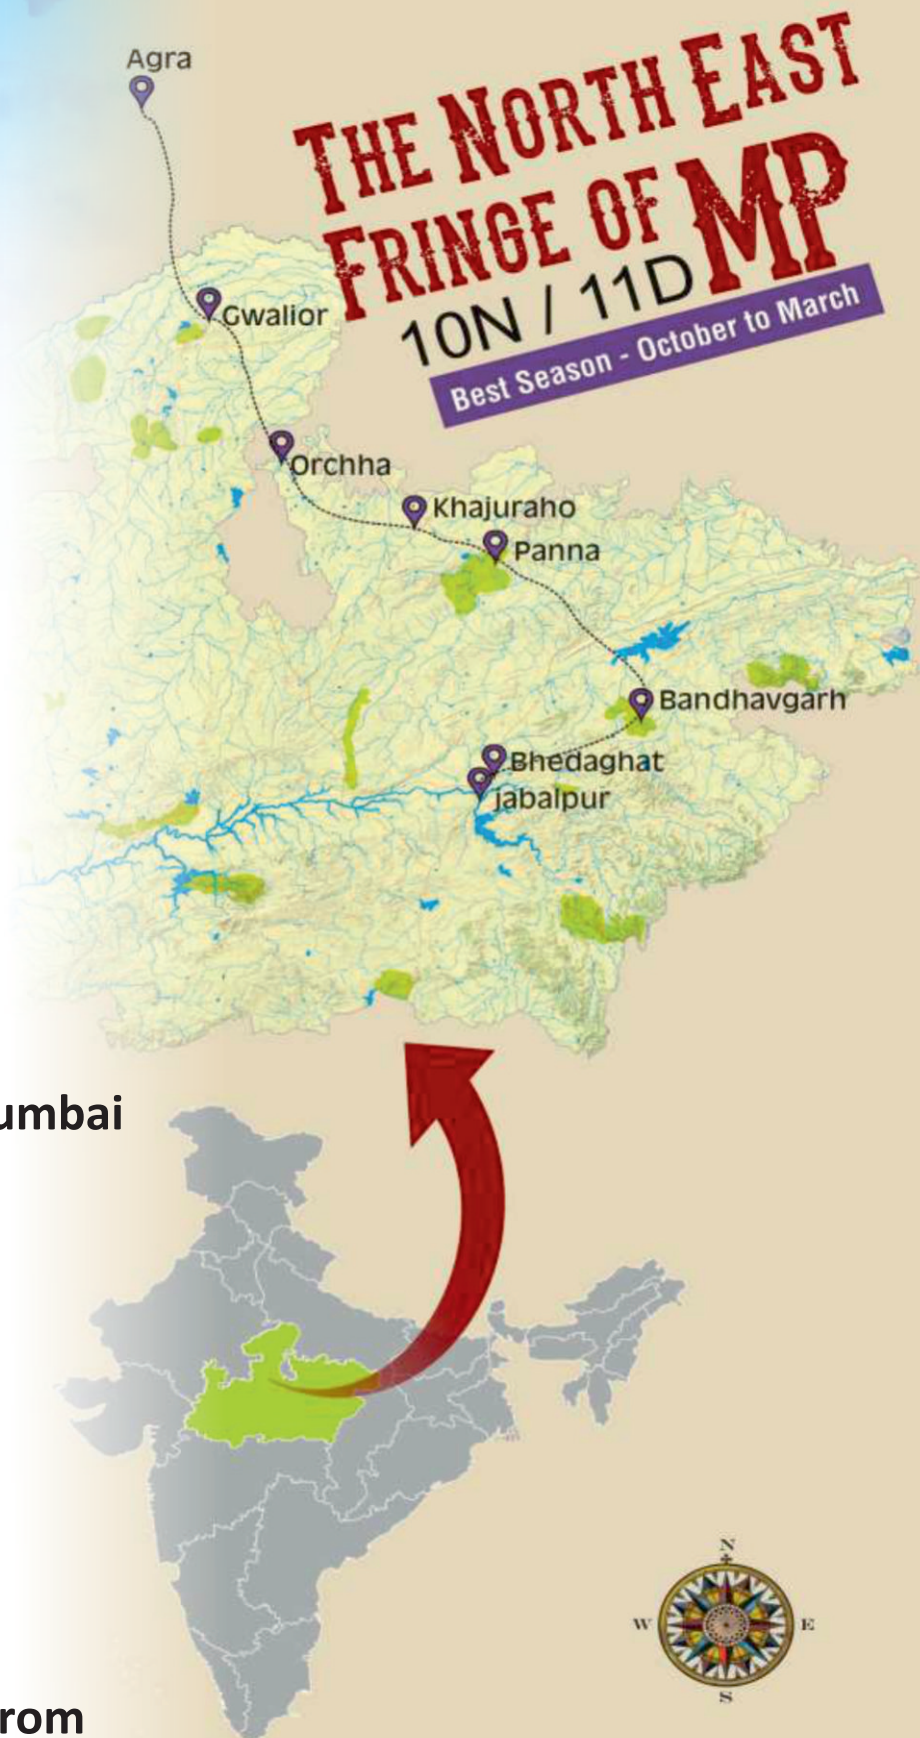 Agra
THE NORTH EAST
FRINGE OF MP
10N / 11D
Best Season - October to March
Gwalior
Orchha
Khajuraho
Panna
Bandhavgarh
Bhedaghat
jabalpur
umbai
N
W E
S
rom